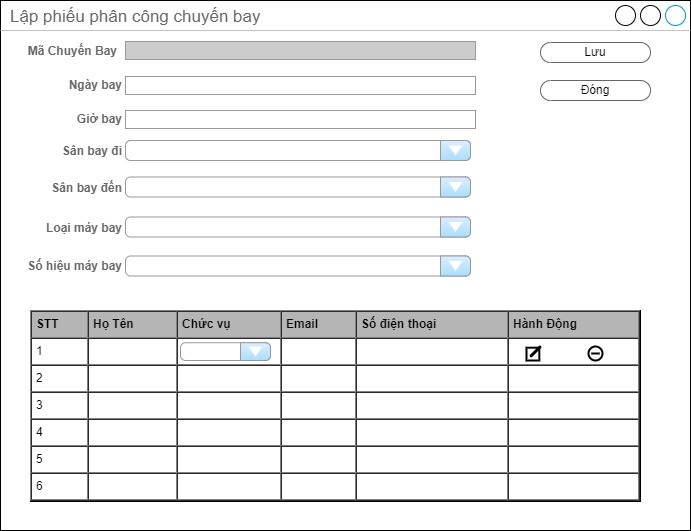 Lập phiếu phân công chuyến bay
Mã Chuyến Bay
Lưu
Ngày bay
Đóng
Giờ bay
Sân bay đi
Sân bay đến
Loại máy bay
Số hiệu máy bay
STT Họ Tên Chức vụ Email Số điện thoại Hành Động
1
2
3
4
5
6